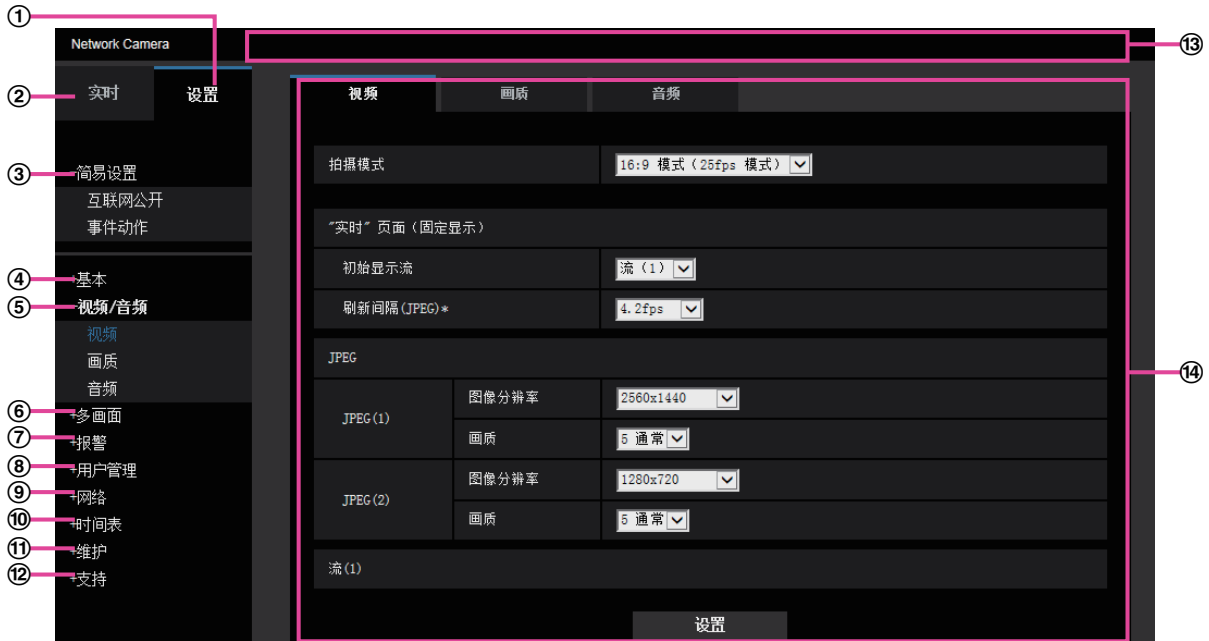 ①
Network Camera
⑬
②
实时
设置
视频
画质
音频
拍摄模式
16:9 模式（25fps 模式）
③
-简易设置
互联网公开
事件动作
"实时" 页面（固定显示）
初始显示流
流（1）
刷新间隔(JPEG)*
4.2fps
④
+基本
⑤
-视频/音频
视频
画质
音频
⑥
+多画面
⑦
+报警
⑧
+用户管理
⑨
+网络
⑩
+时间表
⑪
+维护
⑫
+支持
JPEG
⑭
JPEG(1)
图像分辨率
2560x1440
画质
5 通常
JPEG(2)
图像分辨率
1280x720
画质
5 通常
流(1)
设置